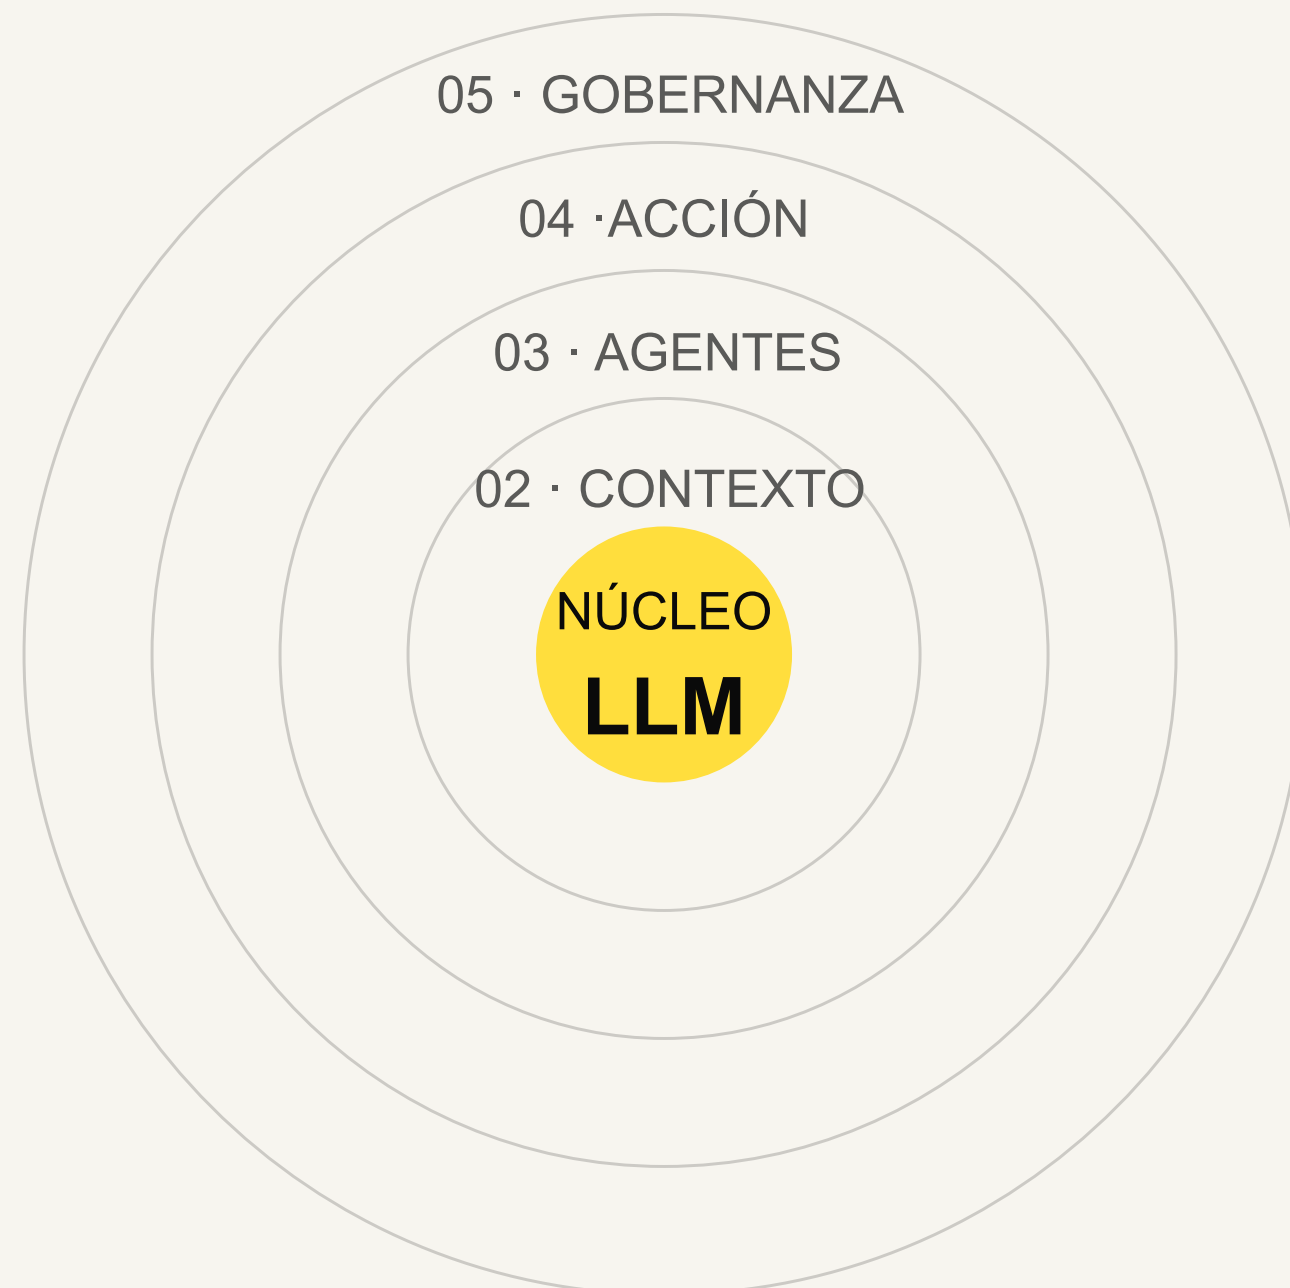 05 · GOBERNANZA
04 ·ACCIÓN
03 · AGENTES
02 · CONTEXTO
NÚCLEO
LLM